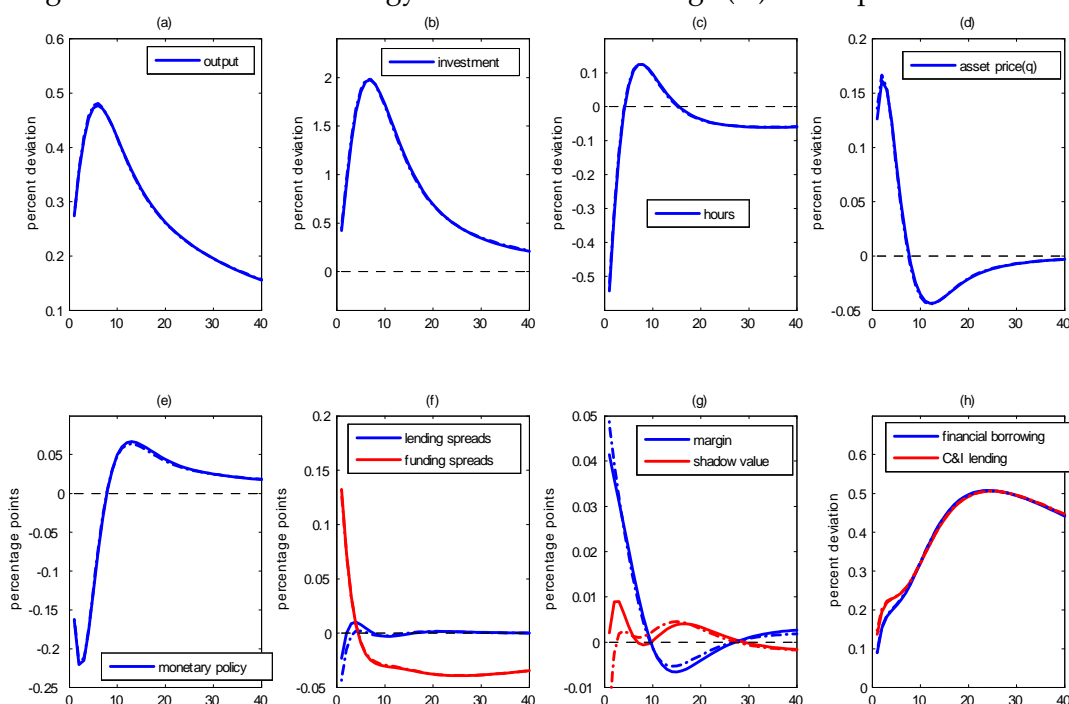 (a) (b) (c) (d)
0.6 0.5 0.4 0.3 0.2 0.1
percent deviation
output
0 10 20 30 40
2 1.5 1 0.5 0
percent deviation
investment
0 10 20 30 40
0.1 0 -0.1 -0.2 -0.3 -0.4 -0.5
percent deviation
hours
0 10 20 30 40
0.2 0.15 0.1 0.05 0 -0.05
percent deviation
asset price(q)
0 10 20 30 40
(e) (f) (g) (h)
0.05 0 -0.05 -0.1 -0.15 -0.2 -0.25
percentage points
monetary policy
0 10 20 30 40
0.2 0.15 0.1 0.05 0 -0.05
percentage points
lending spreads
funding spreads
0 10 20 30 40
0.05 0.04 0.03 0.02 0.01 0 -0.01
percentage points
margin
shadow value
0 10 20 30 40
0.6 0.5 0.4 0.3 0.2 0.1 0
percent deviation
financial borrowing
C&I lending
0 10 20 30 40